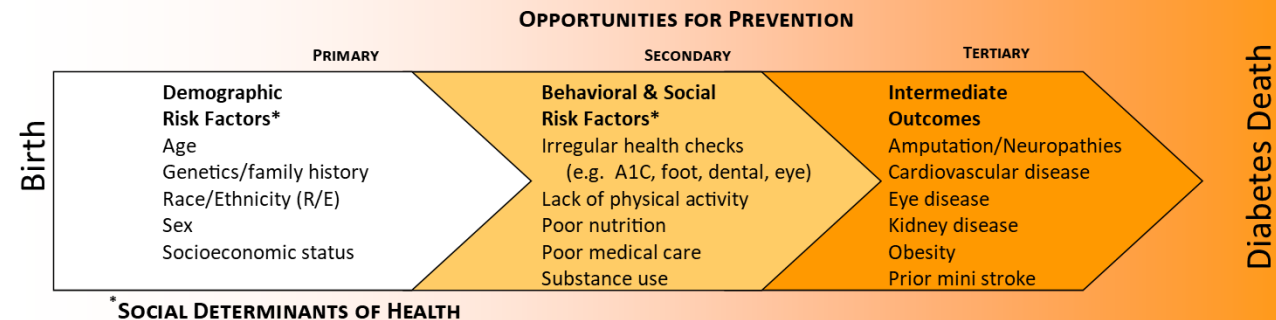 OPPORTUNITIES FOR PREVENTION
PRIMARY
SECONDARY
TERTIARY
Birth
Demographic
Risk Factors*
Age
Genetics/family history
Race/Ethnicity (R/E)
Sex
Socioeconomic status
Behavioral & Social
Risk Factors*
Irregular health checks
(e.g. A1C, foot, dental, eye)
Lack of physical activity
Poor nutrition
Poor medical care
Substance use
Intermediate
Outcomes
Amputation/Neuropathies
Cardiovascular disease
Eye disease
Kidney disease
Obesity
Prior mini stroke
Diabetes Death
*SOCIAL DETERMINANTS OF HEALTH